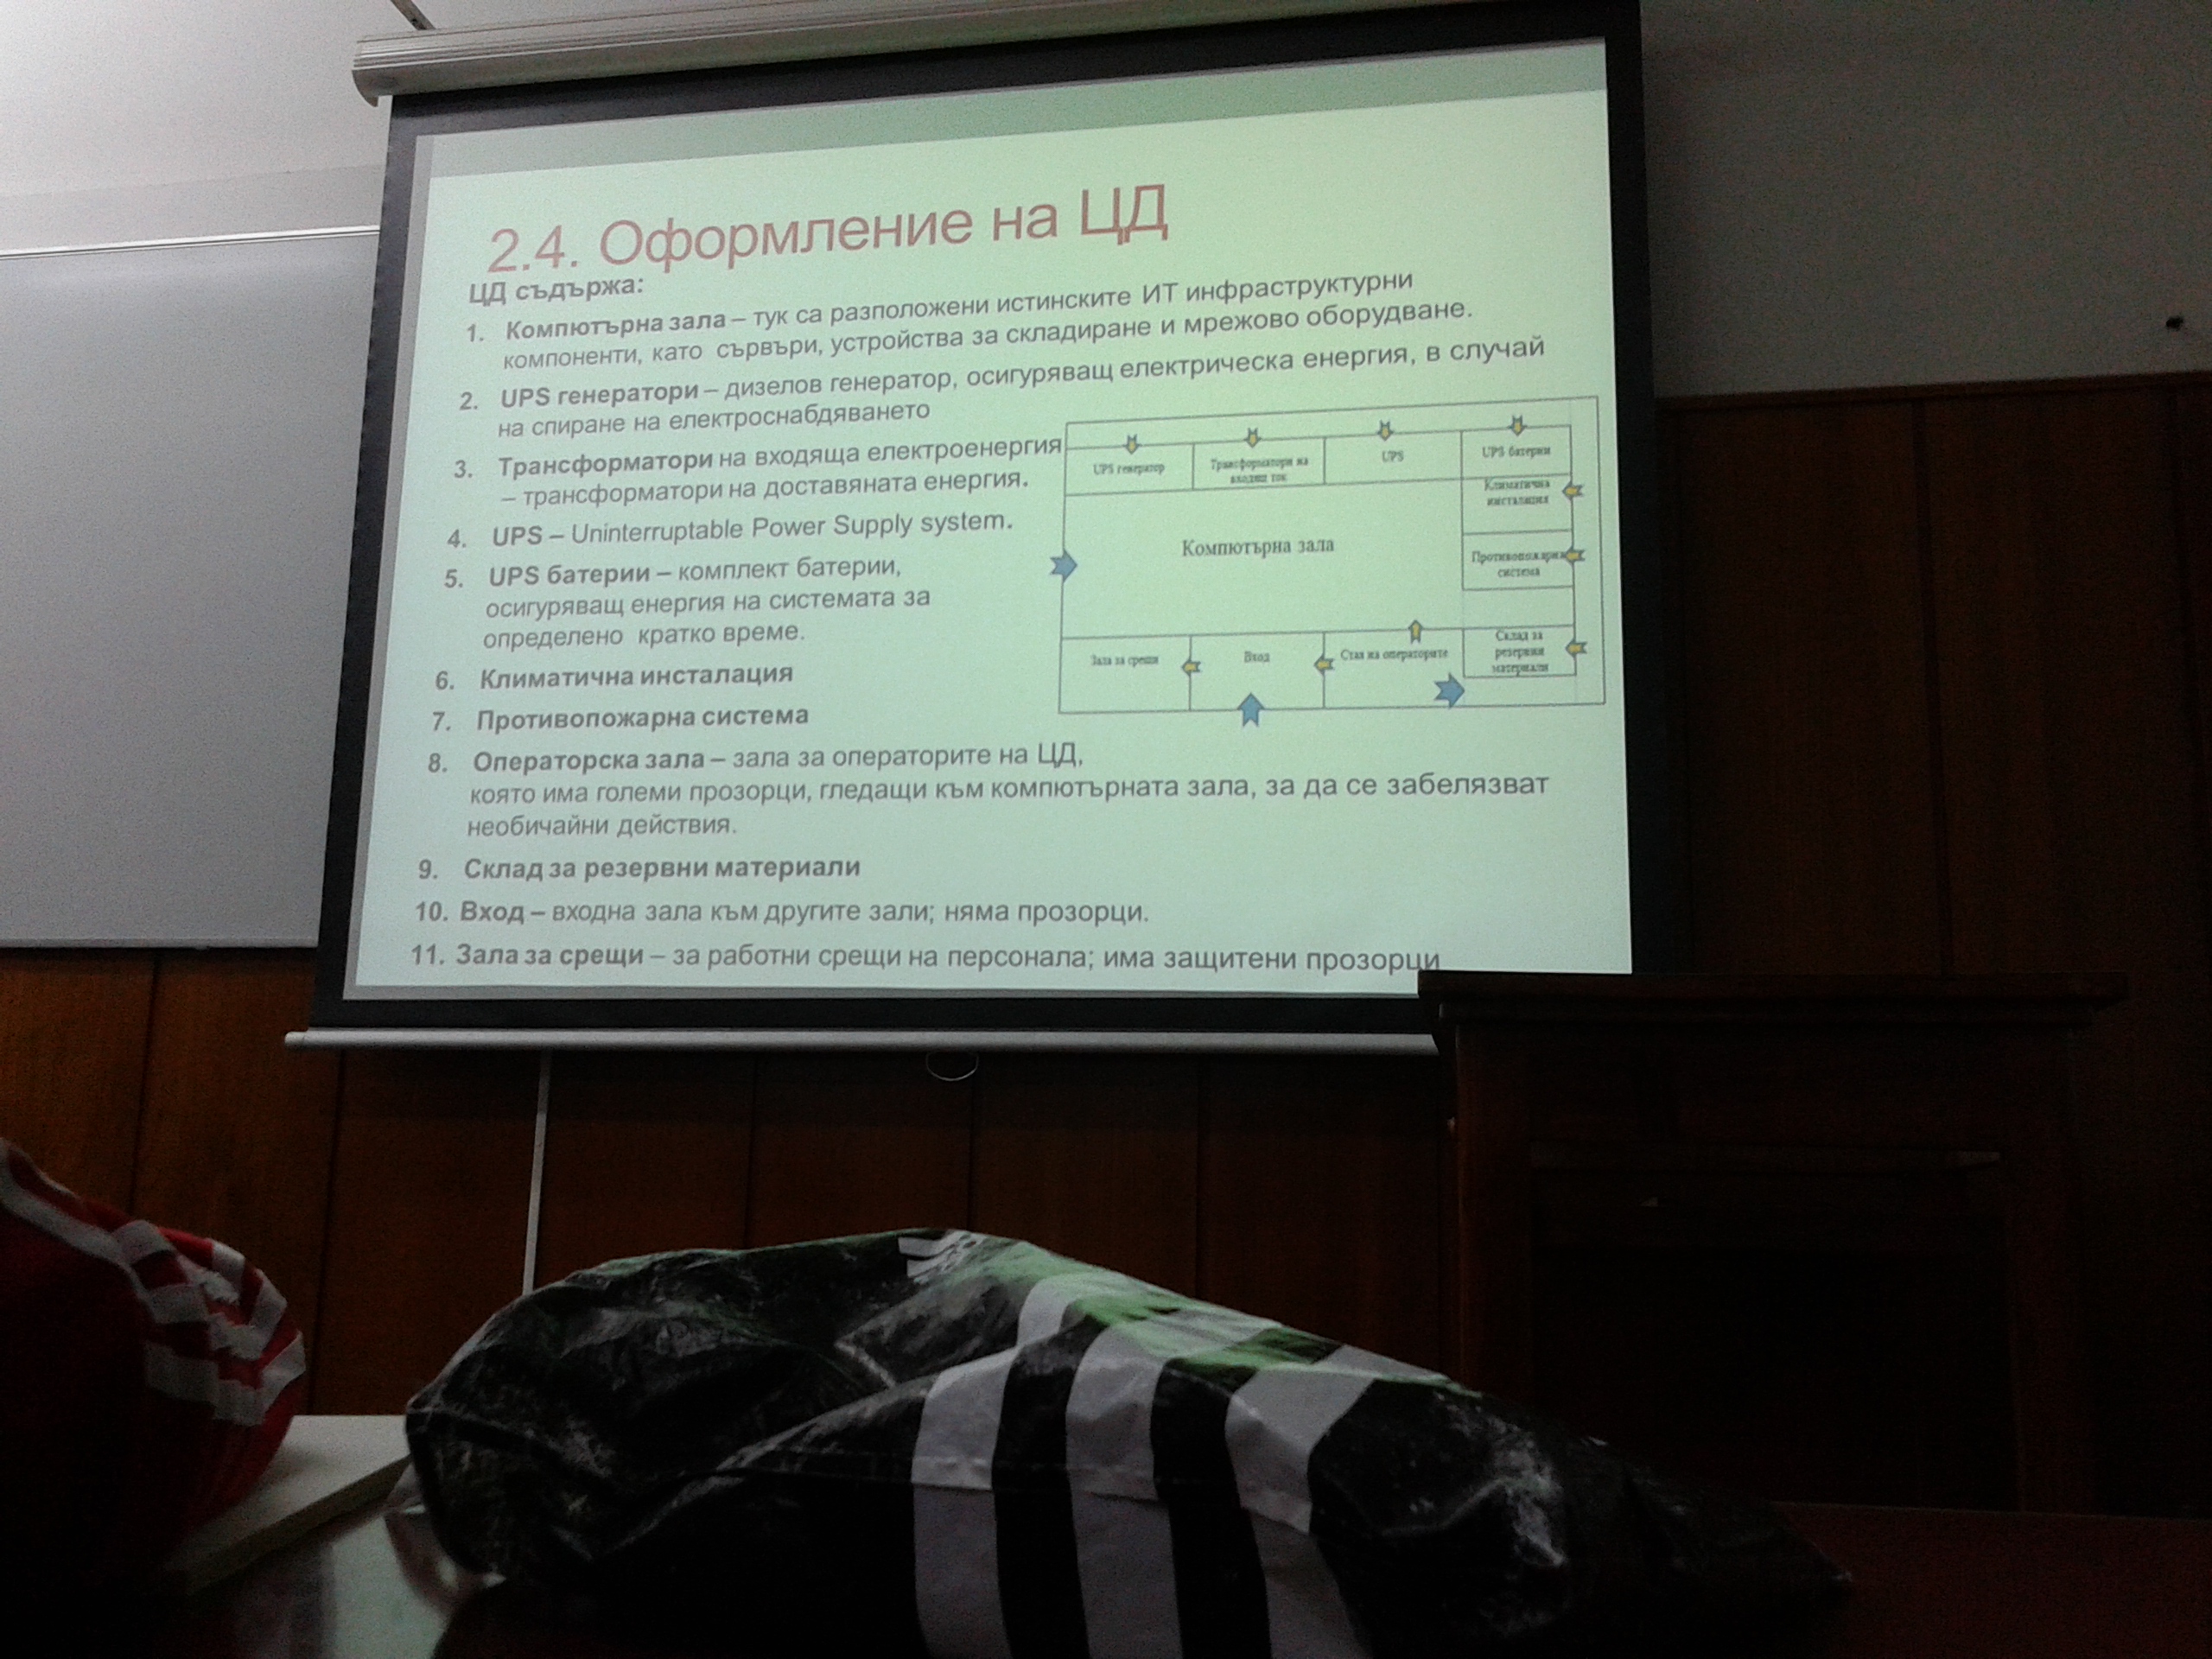 2.4. Оформление на ЦД
ЦД съдържа:
1. Компютърна зала – тук са разположени истинските ИТ инфраструктурни
компоненти, като сървъри, устройства за складиране и мрежово оборудване.
2. UPS генератори – дизелов генератор, осигуряващ електрическа енергия, в случай
на спиране на електроснабдяването
3. Трансформатори на входяща електроенергия
– трансформатори на доставяната енергия.
4. UPS – Uninterruptable Power Supply system.
5. UPS батерии – комплект батерии,
осигуряващ енергия на системата за
определено кратко време.
6. Климатична инсталация
7. Противопожарна система
8. Операторска зала – зала за операторите на ЦД,
която има големи прозорци, гледащи към компютърната зала, за да се забелязват
необичайни действия.
9. Склад за резервни материали
10. Вход – входна зала към другите зали; няма прозорци.
11. Зала за срещи – за работни срещи на персонала; има защитени прозорци
UPS генератор
Трансформатори на
входящ ток
UPS
UPS батерии
Климатична
инсталация
Компютърна зала
Противопожарна
система
Зала за срещи
Вход
Стая на операторите
Склад за
резервни
материали